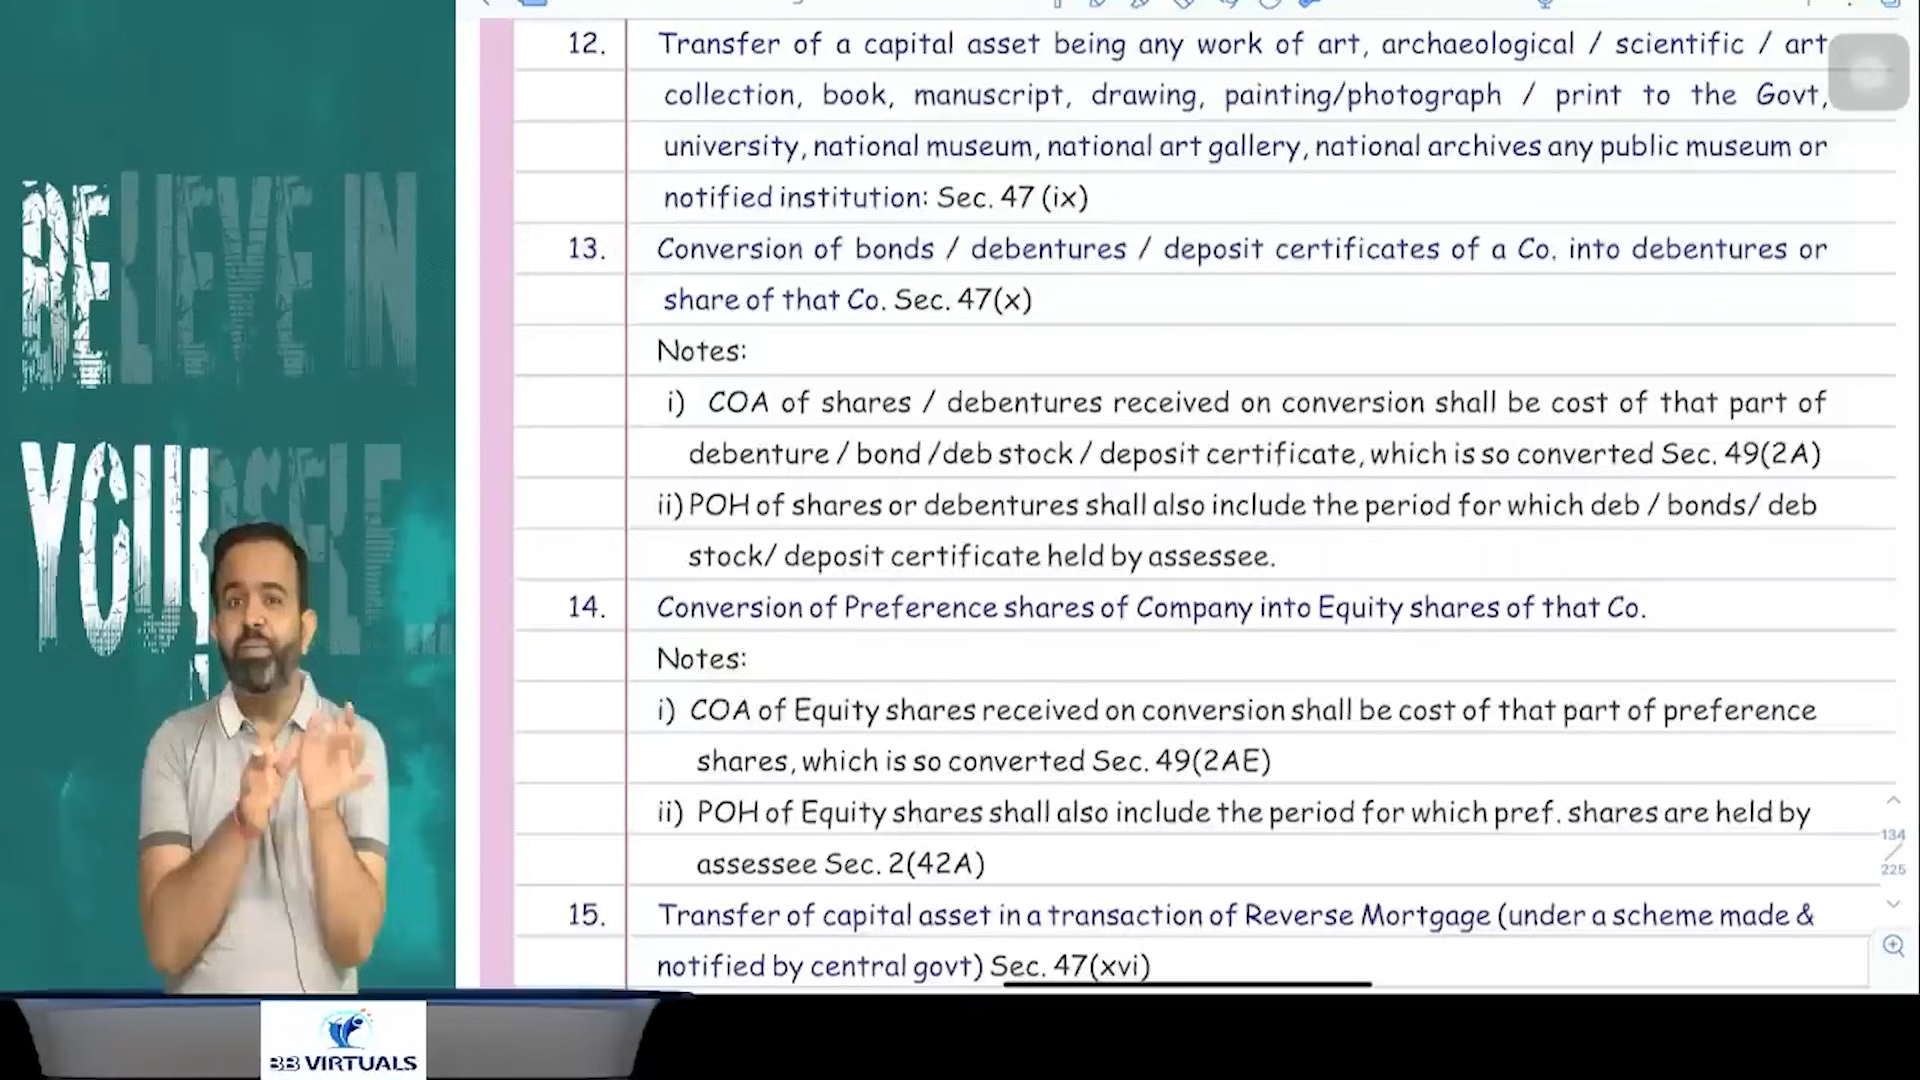 BELIEVE IN
YOURSELF
12. Transfer of a capital asset being any work of art, archaeological / scientific / art
collection, book, manuscript, drawing, painting/photograph / print to the Govt,
university, national museum, national art gallery, national archives any public museum or
notified institution: Sec. 47 (ix)
13. Conversion of bonds / debentures / deposit certificates of a Co. into debentures or
share of that Co. Sec. 47(x)
Notes:
i) COA of shares / debentures received on conversion shall be cost of that part of
debenture / bond /deb stock / deposit certificate, which is so converted Sec. 49(2A)
ii) POH of shares or debentures shall also include the period for which deb / bonds/ deb
stock/ deposit certificate held by assessee.
14. Conversion of Preference shares of Company into Equity shares of that Co.
Notes:
i) COA of Equity shares received on conversion shall be cost of that part of preference
shares, which is so converted Sec. 49(2AE)
ii) POH of Equity shares shall also include the period for which pref. shares are held by
assessee Sec. 2(42A)
15. Transfer of capital asset in a transaction of Reverse Mortgage (under a scheme made &
notified by central govt) Sec. 47(xvi)
134
/
225
BB VIRTUALS